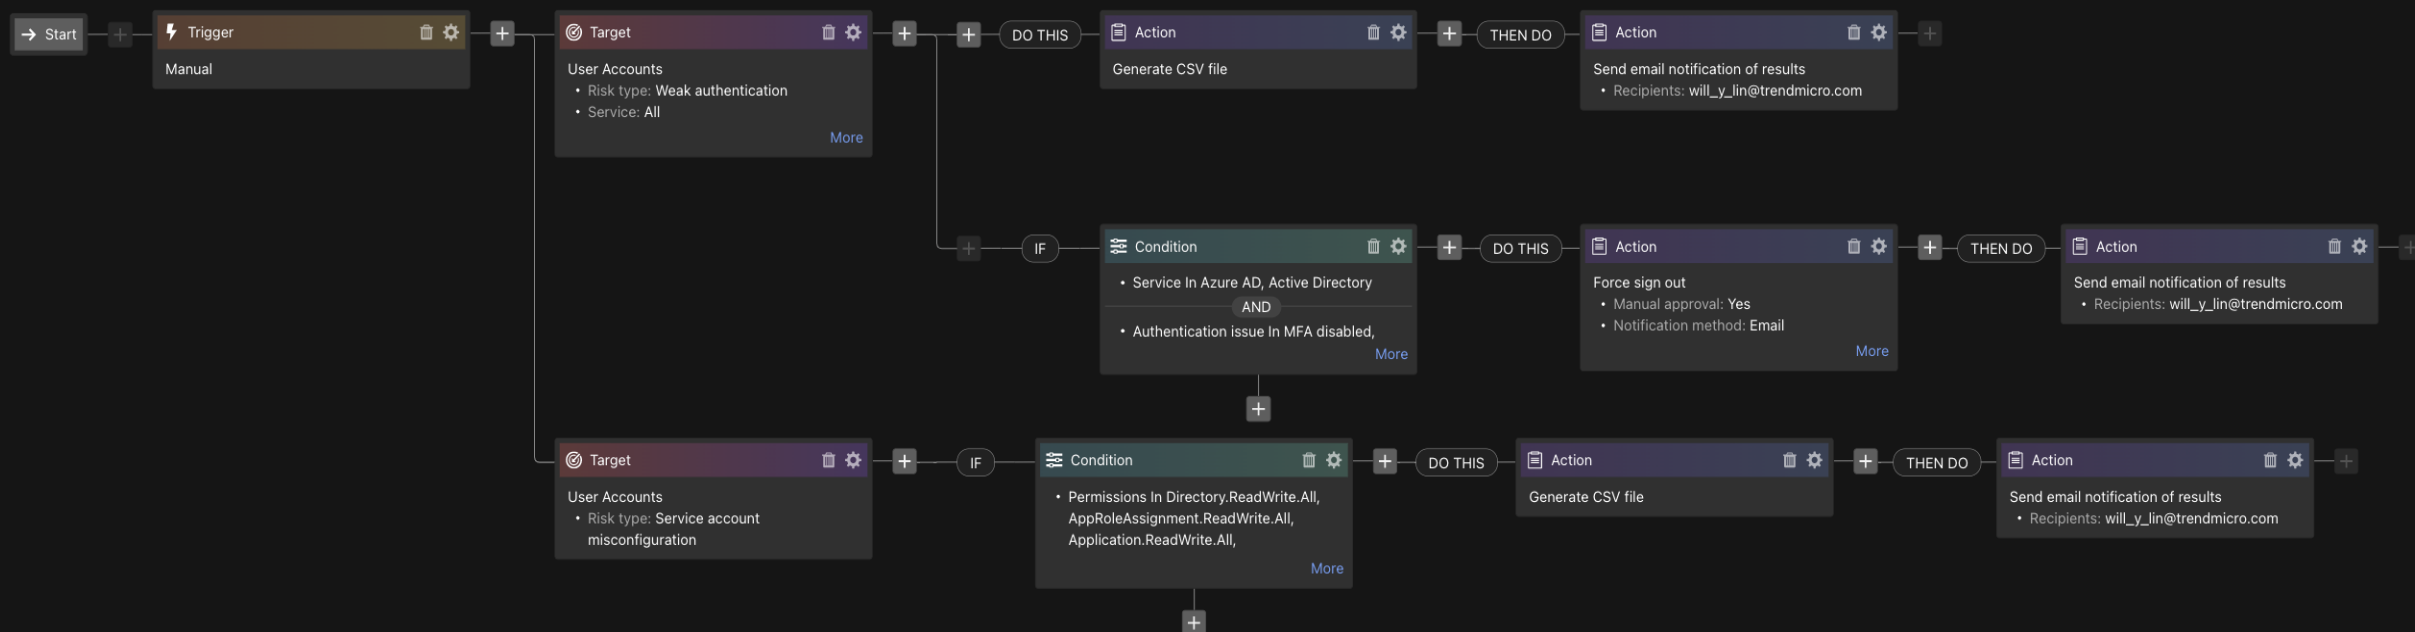 Start
Trigger
Manual
Target
User Accounts
• Risk type: Weak authentication
• Service: All
More
DO THIS
Action
Generate CSV file
THEN DO
Action
Send email notification of results
• Recipients: will_y_lin@trendmicro.com
IF
Condition
• Service In Azure AD, Active Directory
AND
• Authentication issue In MFA disabled,
More
DO THIS
Action
Force sign out
• Manual approval: Yes
• Notification method: Email
More
THEN DO
Action
Send email notification of results
• Recipients: will_y_lin@trendmicro.com
Target
User Accounts
• Risk type: Service account
misconfiguration
IF
Condition
• Permissions In Directory.ReadWrite.All,
AppRoleAssignment.ReadWrite.All,
Application.ReadWrite.All,
More
DO THIS
Action
Generate CSV file
THEN DO
Action
Send email notification of results
• Recipients: will_y_lin@trendmicro.com